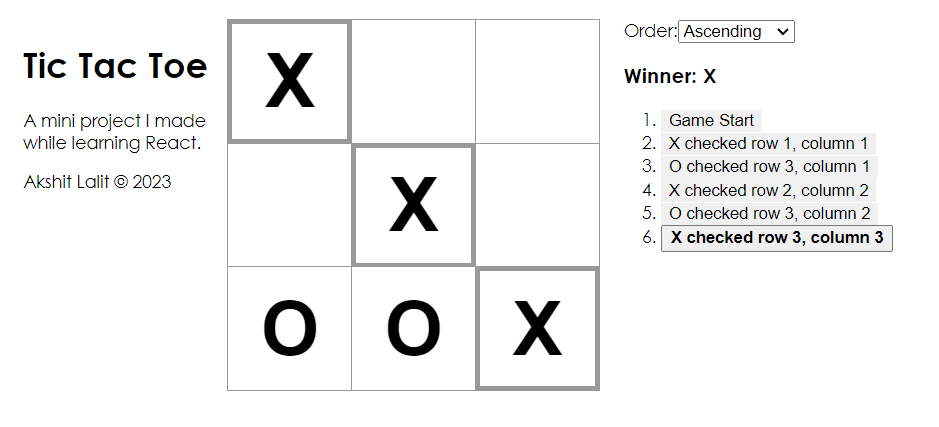 Tic Tac Toe
A mini project I made
while learning React.
Akshit Lalit © 2023
X
X
O O X
Order: Ascending
Winner: X
1. Game Start
2. X checked row 1, column 1
3. O checked row 3, column 1
4. X checked row 2, column 2
5. O checked row 3, column 2
6. X checked row 3, column 3